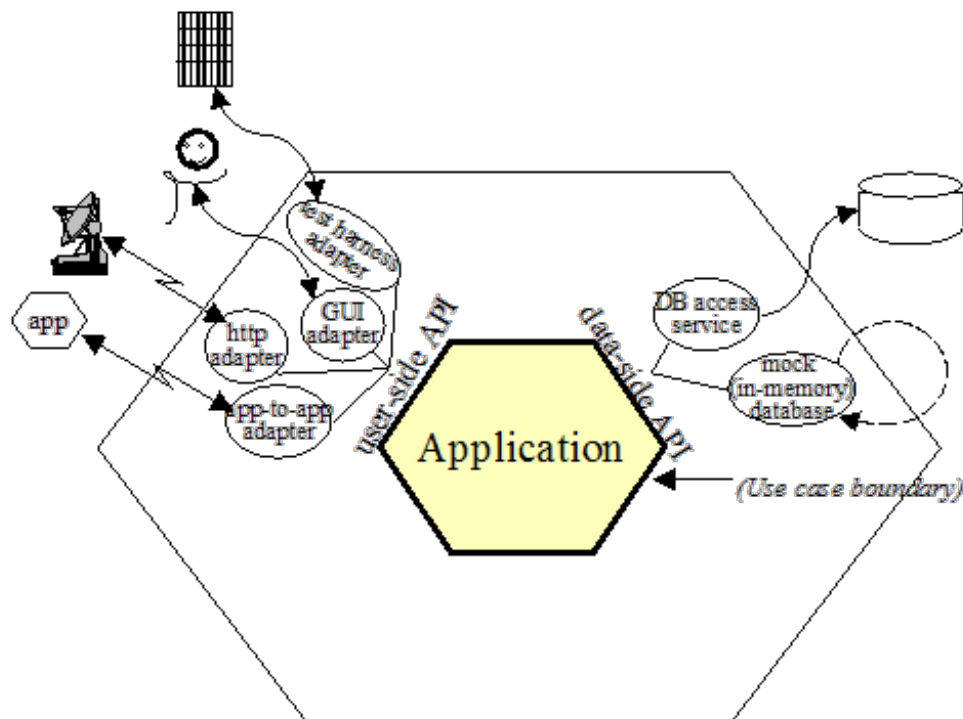 test harness
adapter
GUI
adapter
http
adapter
app
app-to-app
adapter
user-side API
data-side API
Application
DB access
service
mock
(in-memory)
database
(Use case boundary)